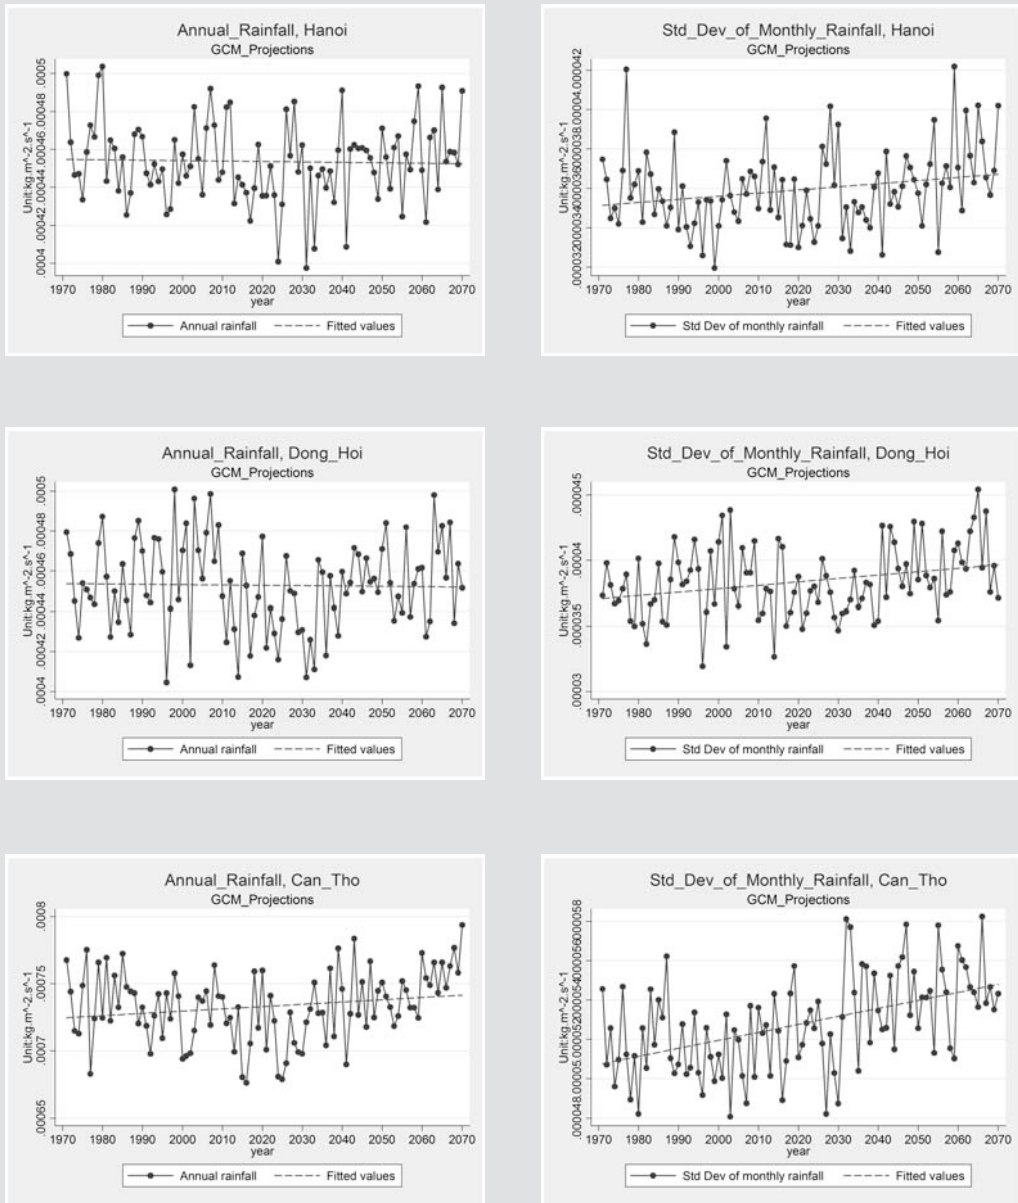 Annual_Rainfall, Hanoi
GCM_Projections
Unit:kg.m^-2.s^-1
.0004 .00042 .00044 .00046 .00048 .0005
1970 1980 1990 2000 2010 2020 2030 2040 2050 2060 2070
year
Annual rainfall Fitted values
Std_Dev_of_Monthly_Rainfall, Hanoi
GCM_Projections
Unit:kg.m^-2.s^-1
.000032.000034.000036.000038.00004.000042
1970 1980 1990 2000 2010 2020 2030 2040 2050 2060 2070
year
Std Dev of monthly rainfall Fitted values
Annual_Rainfall, Dong_Hoi
GCM_Projections
Unit:kg.m^-2.s^-1
.0004 .00042 .00044 .00046 .00048 .0005
1970 1980 1990 2000 2010 2020 2030 2040 2050 2060 2070
year
Annual rainfall Fitted values
Std_Dev_of_Monthly_Rainfall, Dong_Hoi
GCM_Projections
Unit:kg.m^-2.s^-1
.00003 .000035 .00004 .000045
1970 1980 1990 2000 2010 2020 2030 2040 2050 2060 2070
year
Std Dev of monthly rainfall Fitted values
Annual_Rainfall, Can_Tho
GCM_Projections
Unit:kg.m^-2.s^-1
.00065 .0007 .00075 .0008
1970 1980 1990 2000 2010 2020 2030 2040 2050 2060 2070
year
Annual rainfall Fitted values
Std_Dev_of_Monthly_Rainfall, Can_Tho
GCM_Projections
Unit:kg.m^-2.s^-1
.000048.00005.000052.000054.000056.000058
1970 1980 1990 2000 2010 2020 2030 2040 2050 2060 2070
year
Std Dev of monthly rainfall Fitted values